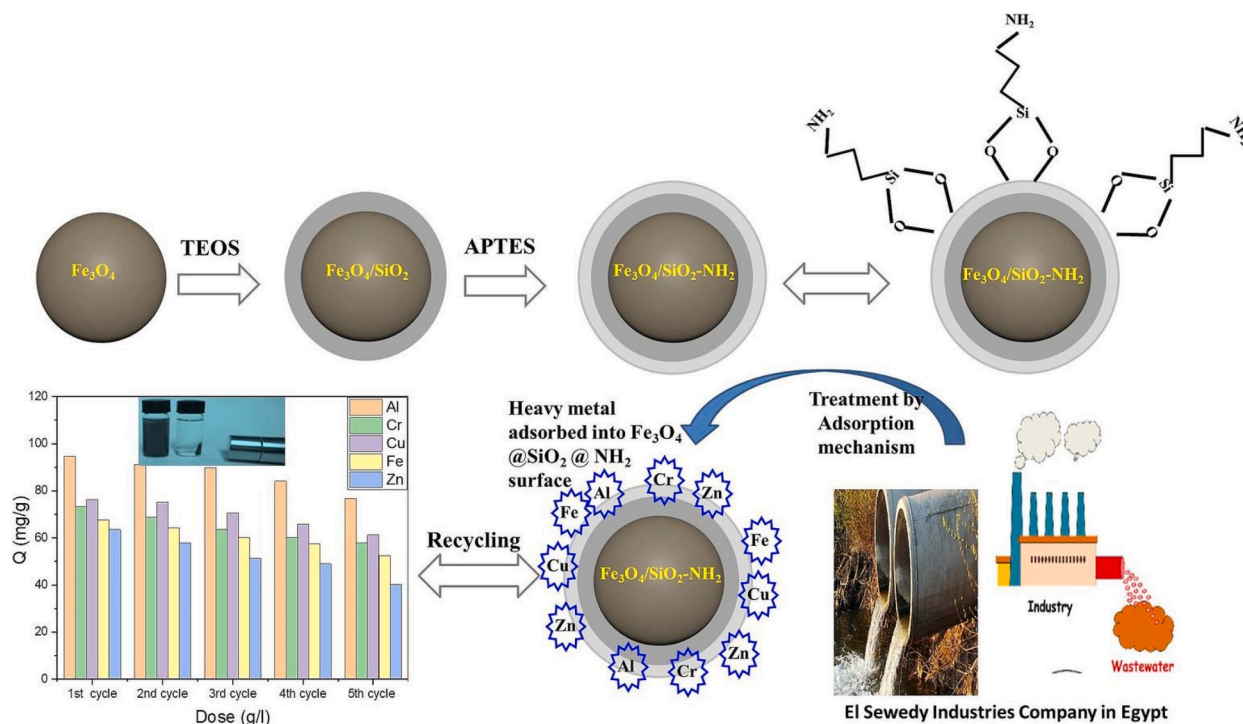 NH₂
NH₂
NH₂
Si
O
O
Si
O
O
Si
O
O
TEOS
APTES
Fe₃O₄
Fe₃O₄/SiO₂
Fe₃O₄/SiO₂-NH₂
Fe₃O₄/SiO₂-NH₂
120
100
80
60
40
20
0
Q (mg/g)
Al
Cr
Cu
Fe
Zn
1st cycle
2nd cycle
3rd cycle
4th cycle
5th cycle
Dose (g/l)
Recycling
Heavy metal
adsorbed into Fe₃O₄
@SiO₂ @ NH₂
surface
Al
Cr
Zn
Fe
Fe
Cu
Cu
Zn
Zn
Al
Cr
Fe₃O₄/SiO₂-NH₂
Treatment by
Adsorption
mechanism
Industry
Wastewater
El Sewedy Industries Company in Egypt